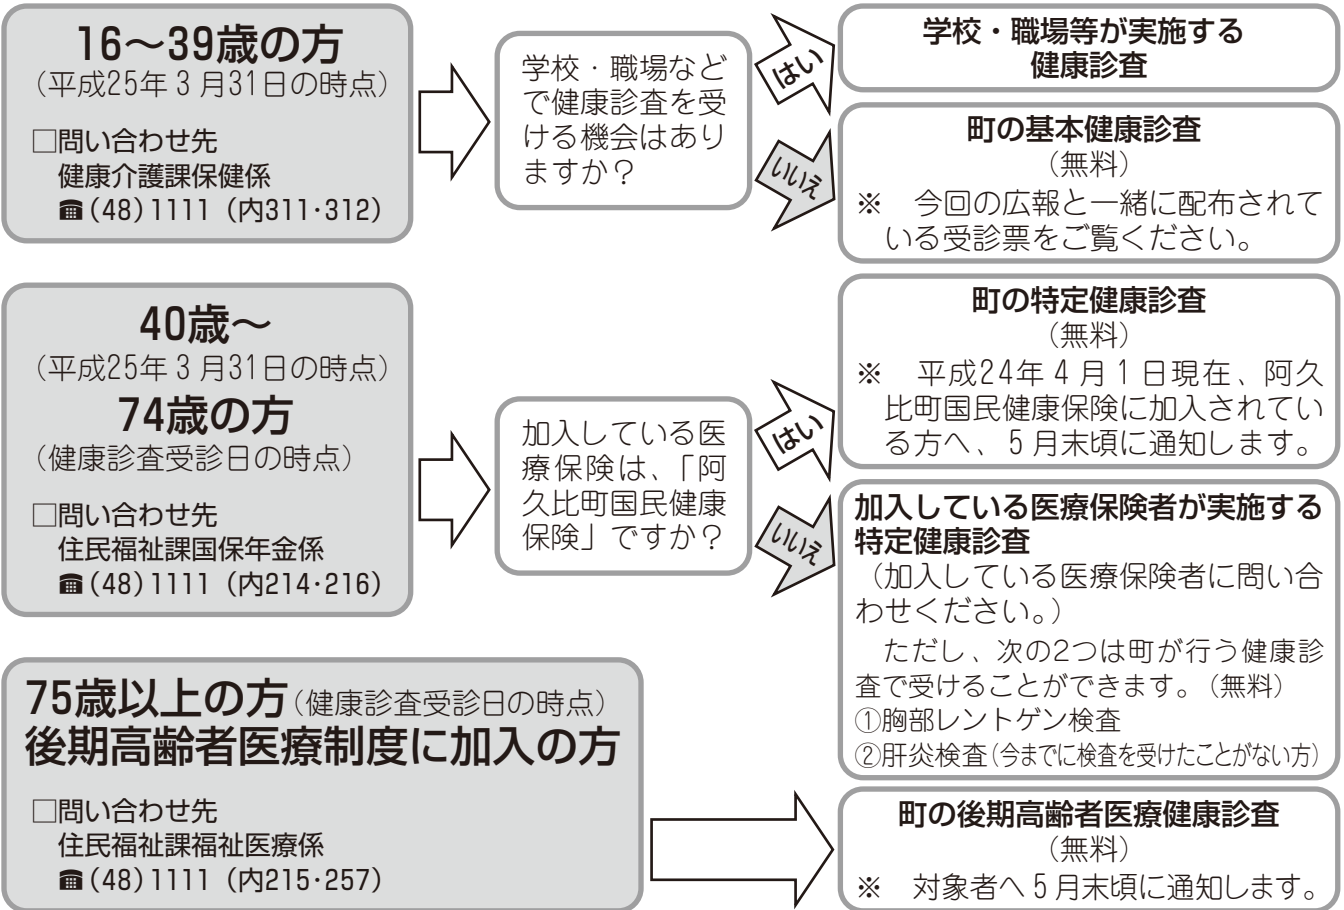 16〜39歳の方
（平成25年３月31日の時点）
□問い合わせ先
健康介護課保健係
☎(48)1111（内311・312）
学校・職場など
で健康診査を受
ける機会はあり
ますか？
はい
いいえ
学校・職場等が実施する
健康診査
町の基本健康診査
（無料）
※　今回の広報と一緒に配布されて
いる受診票をご覧ください。
40歳〜
（平成25年３月31日の時点）
74歳の方
（健康診査受診日の時点）
□問い合わせ先
住民福祉課国保年金係
☎(48)1111（内214・216）
加入している医
療保険は、「阿
久比町国民健康
保険」ですか？
はい
いいえ
町の特定健康診査
（無料）
※　平成24年４月１日現在、阿久
比町国民健康保険に加入されてい
る方へ、５月末頃に通知します。
加入している医療保険者が実施する
特定健康診査
（加入している医療保険者に問い合
わせください。）
ただし、次の2つは町が行う健康診
査で受けることができます。（無料）
①胸部レントゲン検査
②肝炎検査（今までに検査を受けたことがない方）
75歳以上の方（健康診査受診日の時点）
後期高齢者医療制度に加入の方
□問い合わせ先
住民福祉課福祉医療係
☎(48)1111（内215・257）
町の後期高齢者医療健康診査
（無料）
※　対象者へ５月末頃に通知します。